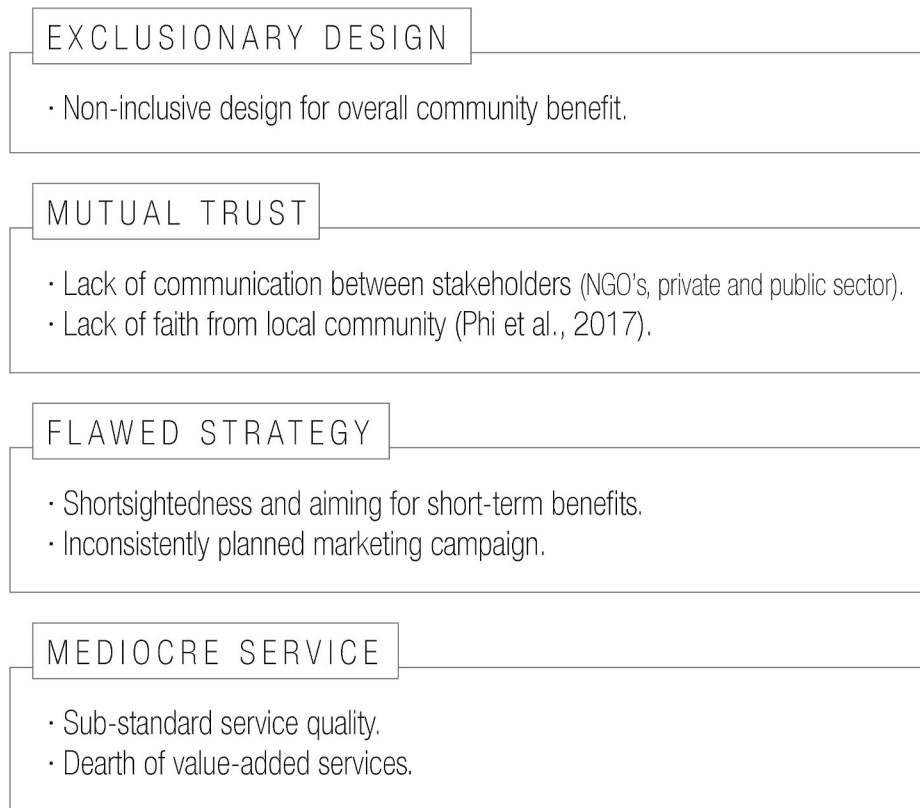 EXCLUSIONARY DESIGN
· Non-inclusive design for overall community benefit.
MUTUAL TRUST
· Lack of communication between stakeholders (NGO's, private and public sector).
· Lack of faith from local community (Phi et al., 2017).
FLAWED STRATEGY
· Shortsightedness and aiming for short-term benefits.
· Inconsistently planned marketing campaign.
MEDIOCRE SERVICE
· Sub-standard service quality.
· Dearth of value-added services.